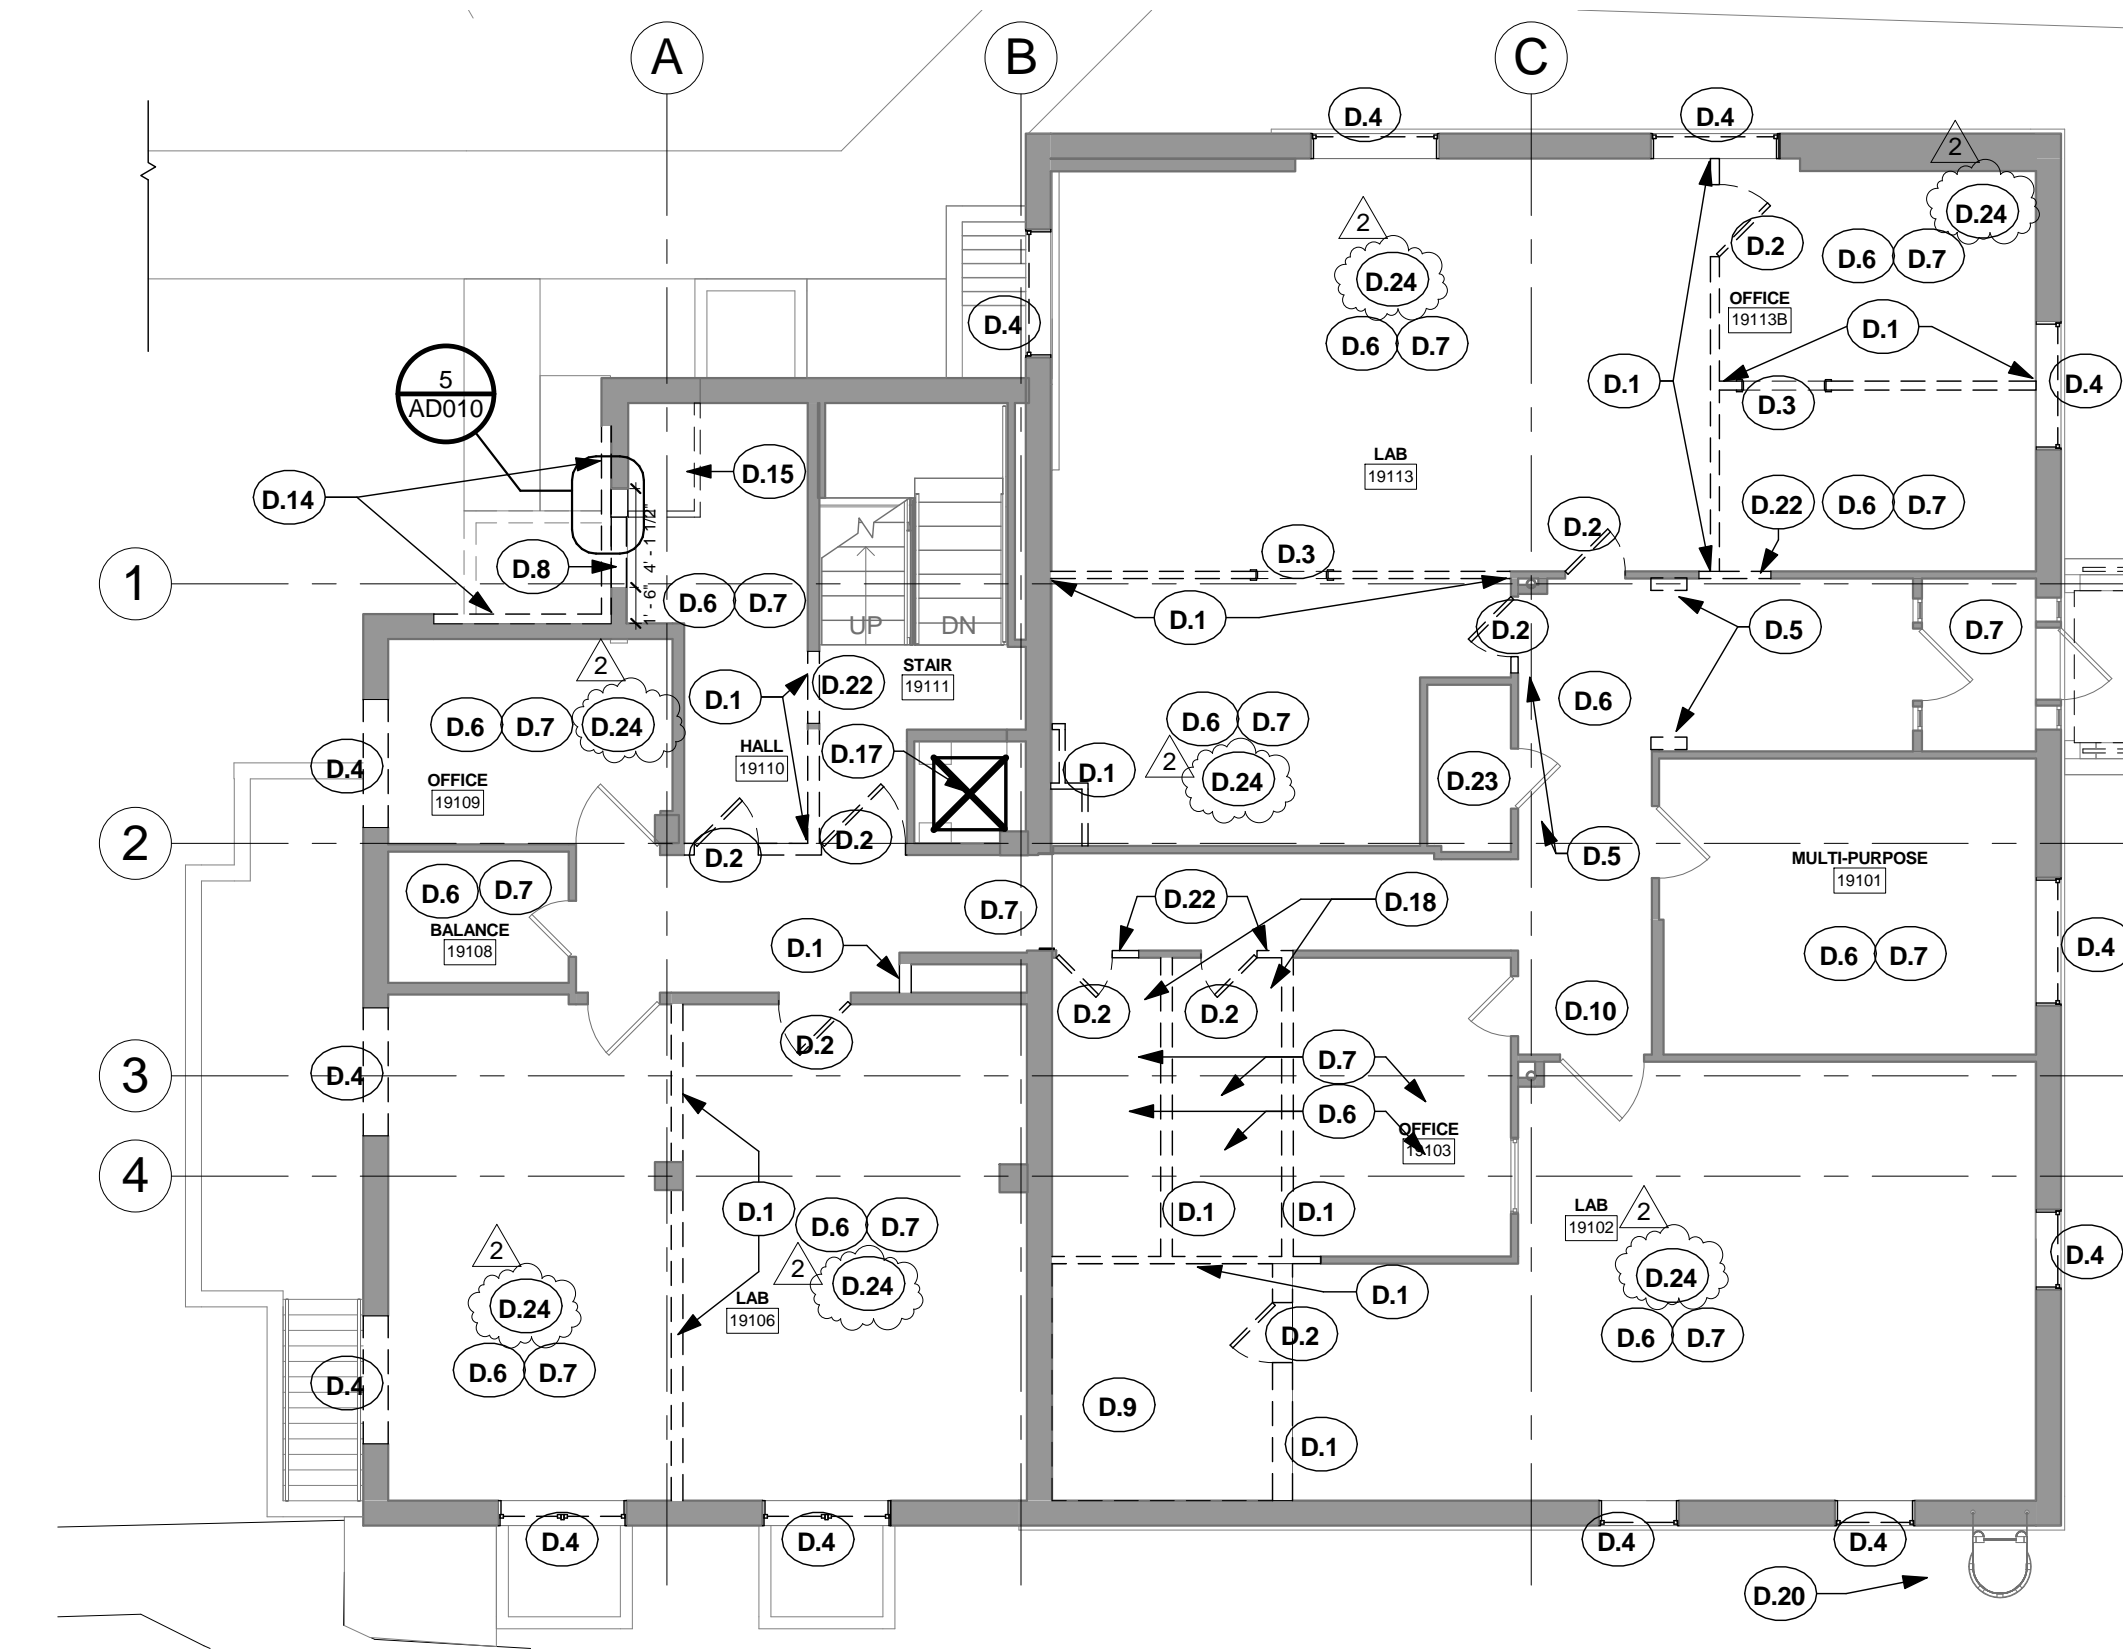 A
B
C
D.4
D.4
2
D.24
2
D.2
D.6
D.7
D.24
OFFICE
19113B
D.4
D.1
D.6
D.7
5
AD010
D.1
D.4
D.3
LAB
19113
D.15
D.14
D.22
D.6
D.7
4' - 1 1/2"
D.2
D.3
D.8
1
1' - 6"
D.6
D.7
UP
DN
D.1
D.2
D.5
D.7
2
STAIR
19111
D.22
D.1
D.6
D.6
D.7
D.24
D.6
D.7
HALL
19110
D.17
2
D.4
D.1
D.24
D.23
OFFICE
19109
2
D.2
D.2
D.5
MULTI-PURPOSE
19101
D.6
D.7
D.7
D.22
D.18
BALANCE
19108
D.1
D.6
D.7
D.4
D.2
D.2
D.10
D.2
D.7
3
D.4
D.6
OFFICE
19103
4
D.1
D.1
D.1
D.6
D.7
LAB
19102
2
2
2
D.24
D.4
D.24
D.24
LAB
19106
D.1
D.2
D.6
D.7
D.6
D.7
D.4
D.9
D.1
D.4
D.4
D.4
D.4
D.20